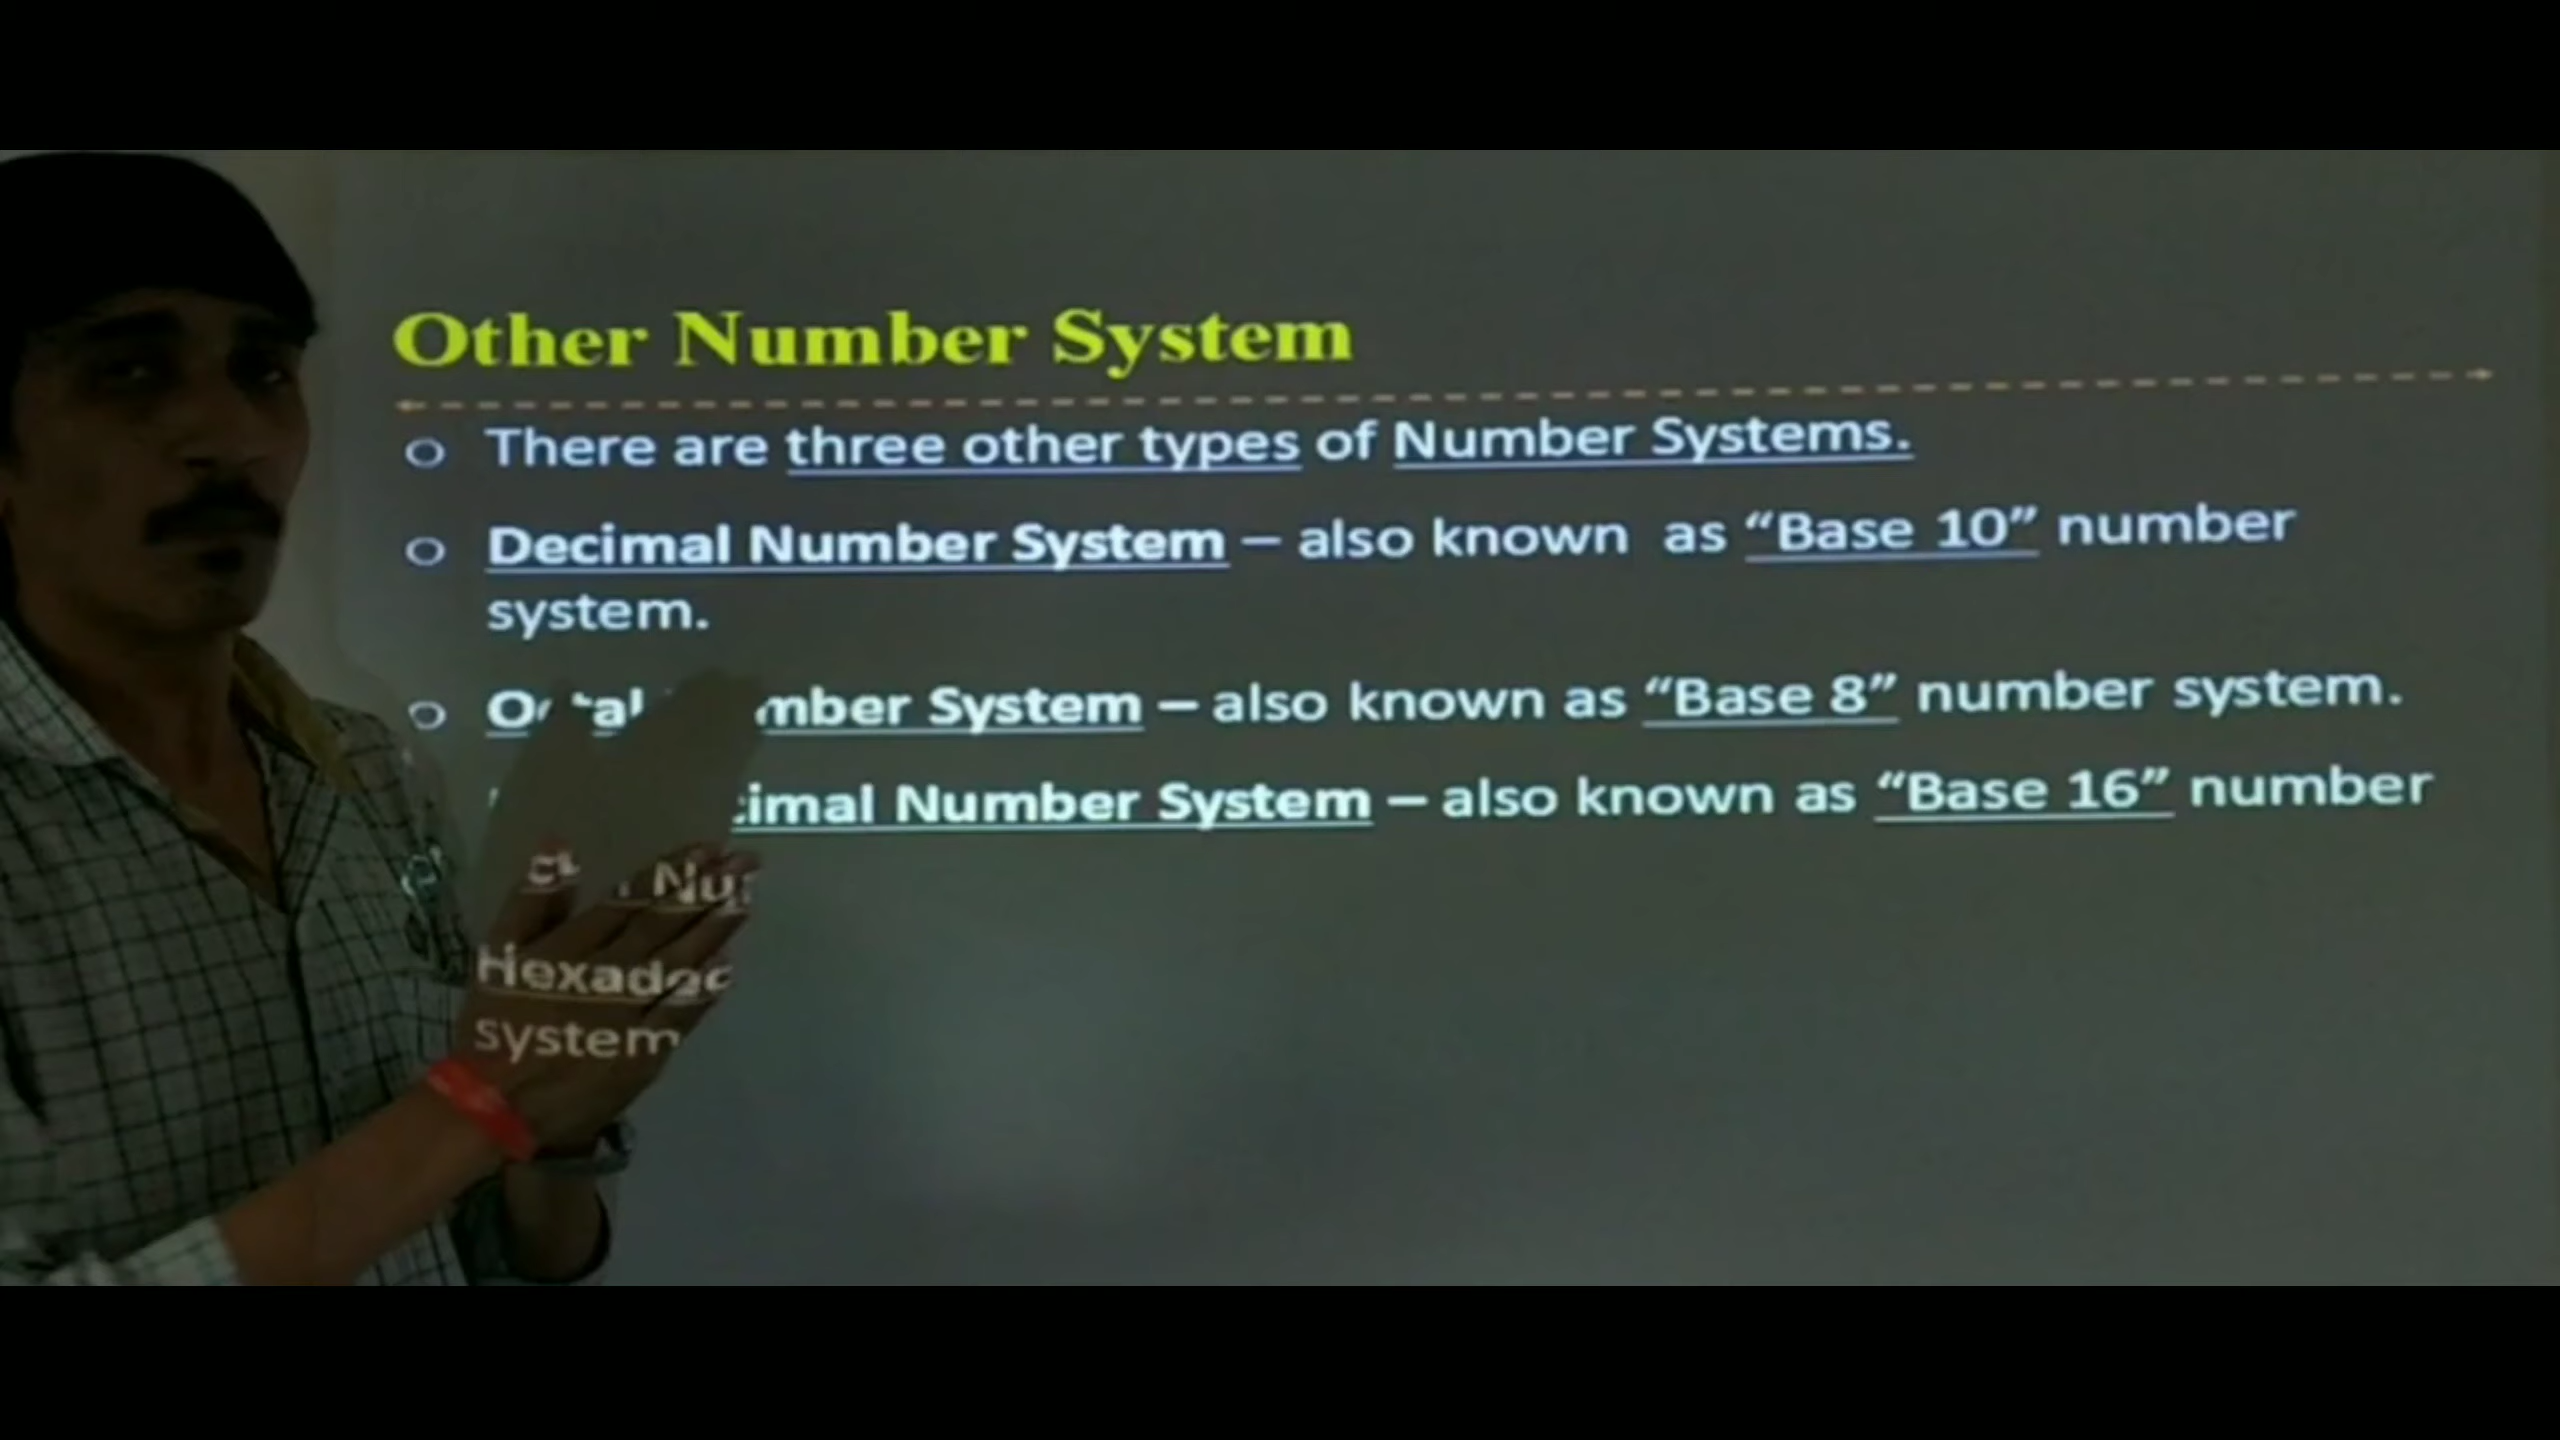 Other Number System
There are three other types of Number Systems.
Decimal Number System – also known as “Base 10” number
system.
Octal Number System – also known as “Base 8” number system.
Hexadecimal Number System – also known as “Base 16” number
system